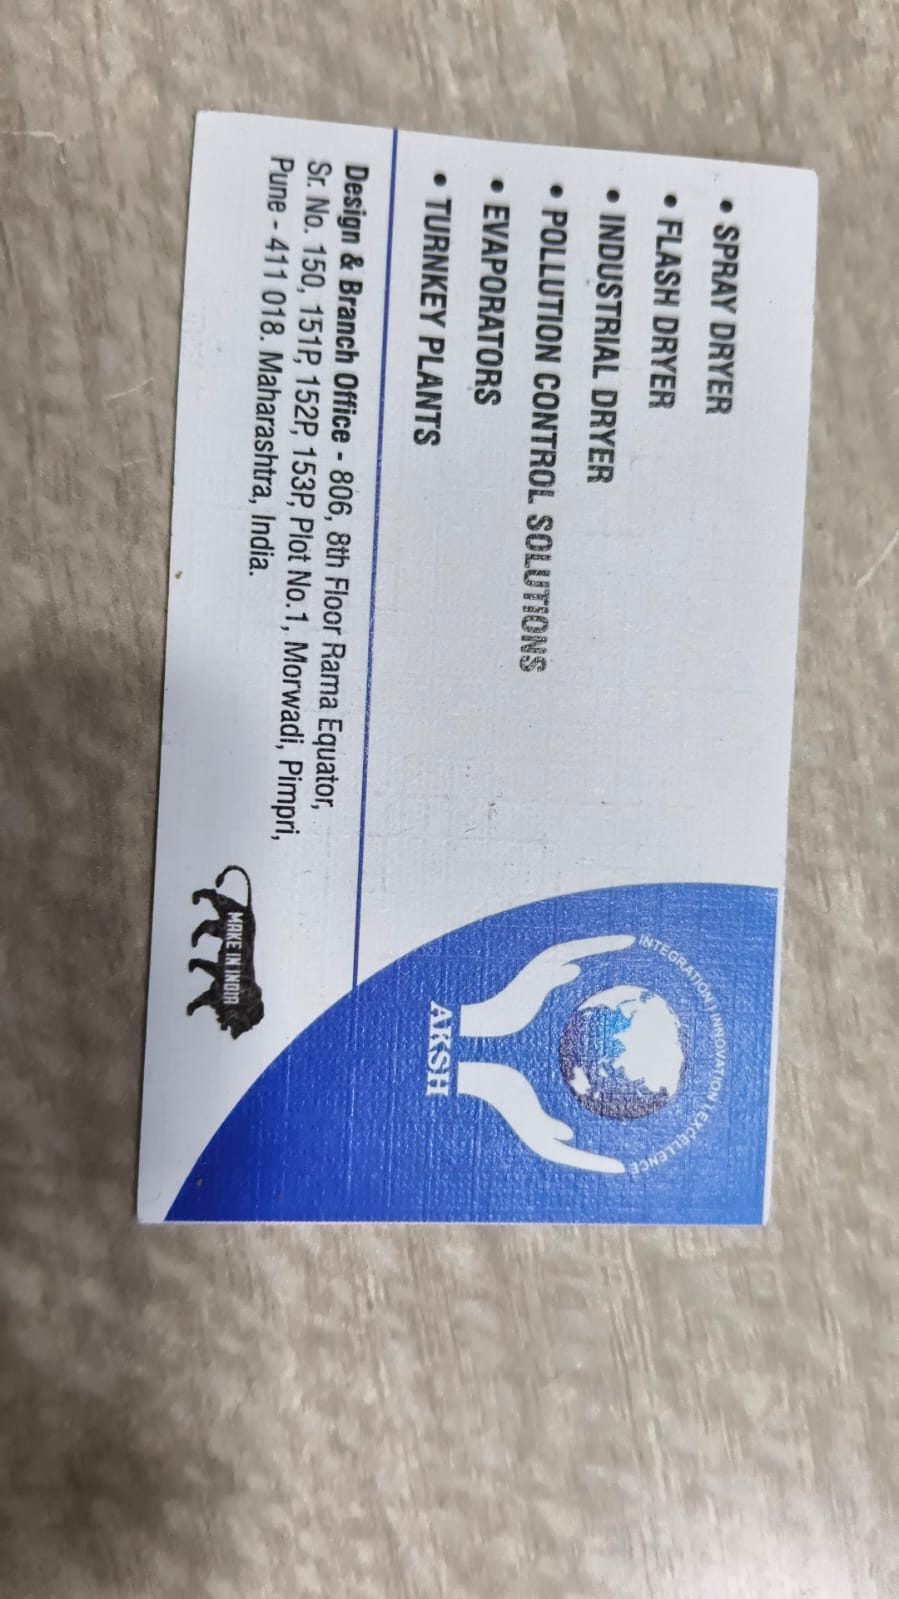 • SPRAY DRYER
• FLASH DRYER
• INDUSTRIAL DRYER
• POLLUTION CONTROL SOLUTIONS
• EVAPORATORS
• TURNKEY PLANTS
INTEGRATION | INNOVATION | EXCELLENCE
AKSH
Design & Branch Office - 806, 8th Floor Rama Equator,
Sr. No. 150, 151P, 152P, 153P, Plot No.1, Morwadi, Pimpri,
Pune - 411 018. Maharashtra, India.
MAKE IN INDIA